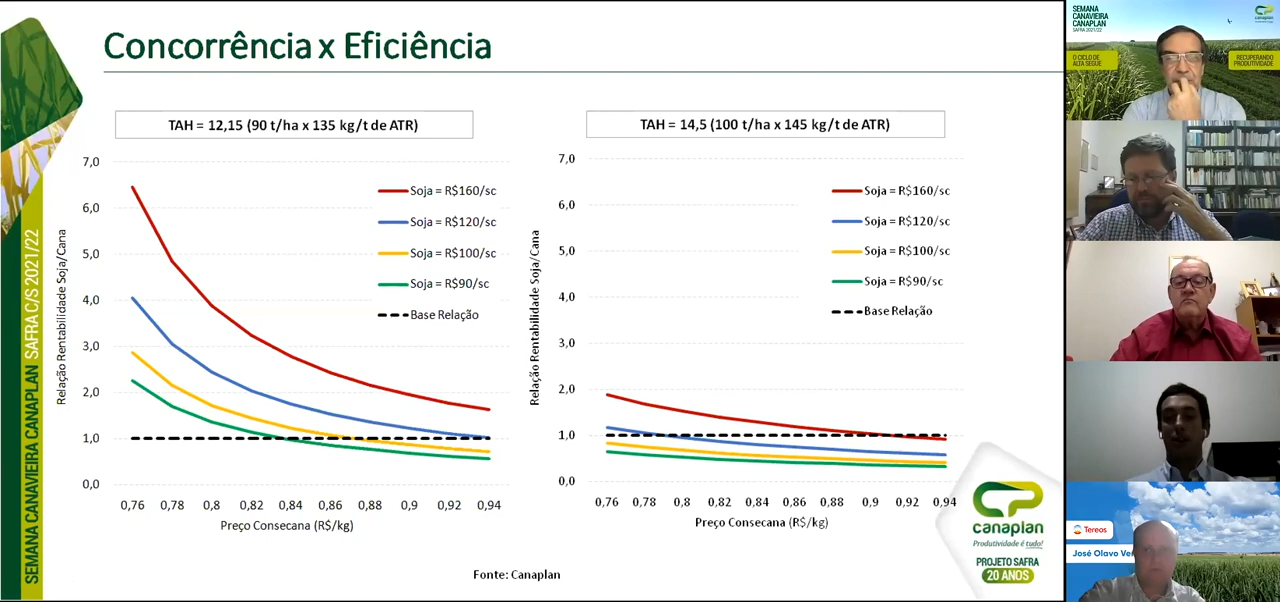 Concorrência x Eficiência
TAH = 12,15 (90 t/ha x 135 kg/t de ATR)
Relação Rentabilidade Soja/Cana
7,0
6,0
5,0
4,0
3,0
2,0
1,0
0,0
Soja = R$160/sc
Soja = R$120/sc
Soja = R$100/sc
Soja = R$90/sc
Base Relação
0,76 0,78 0,8 0,82 0,84 0,86 0,88 0,9 0,92 0,94
Preço Consecana (R$/kg)
TAH = 14,5 (100 t/ha x 145 kg/t de ATR)
Relação Rentabilidade Soja/Cana
7,0
6,0
5,0
4,0
3,0
2,0
1,0
0,0
Soja = R$160/sc
Soja = R$120/sc
Soja = R$100/sc
Soja = R$90/sc
Base Relação
0,76 0,78 0,8 0,82 0,84 0,86 0,88 0,9 0,92 0,94
Preço Consecana (R$/kg)
Fonte: Canaplan
SEMANA CANAVIEIRA CANAPLAN SAFRA C/S 2021/22
canaplan
Produtividade é tudo!
PROJETO SAFRA
20 ANOS
SEMANA
CANAVIEIRA
CANAPLAN
SAFRA 2021/22
canaplan
O CICLO DE
ALTA SEGUE
RECUPERANDO
PRODUTIVIDADE
Tereos
José Olavo